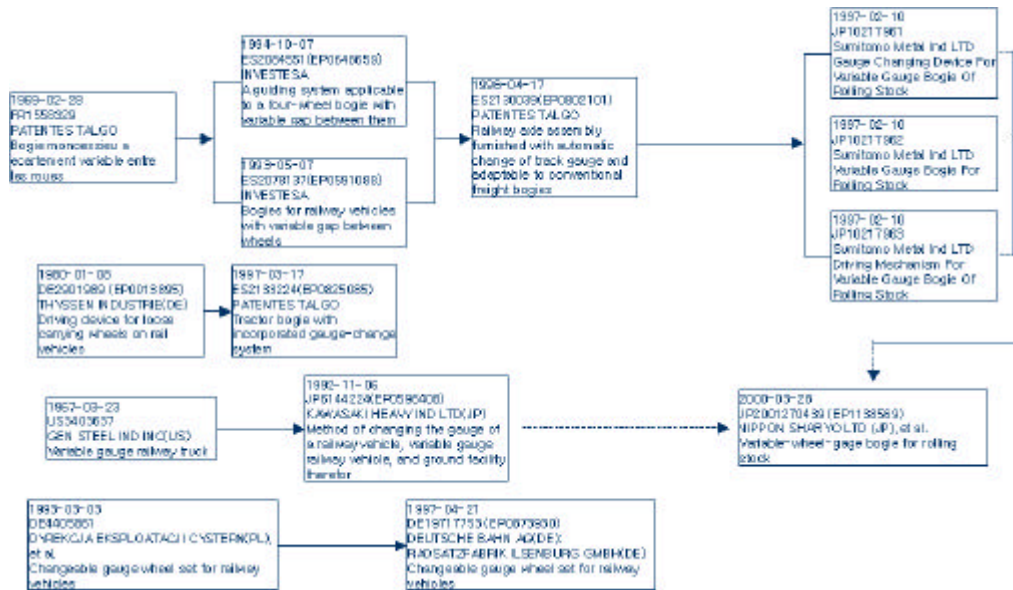 1969-02-28
FR1558329
PATENTES TALGO
Bogie monoessieu a
ecartement variable entre
les roues
1994-10-07
ES2084551(EP0646653)
INVESTESA
A guiding system applicable
to a four-wheel bogie with
variable gap between them
1993-05-07
ES2078137(EP0591088)
INVESTESA
Bogies for railway vehicles
with variable gap between
wheels
1996-04-17
ES2130039(EP0802101)
PATENTES TALGO
Railway axle assembly
furnished with automatic
change of track gauge and
adaptable to conventional
freight bogies
1997-02-10
JP10217961
Sumitomo Metal Ind LTD
Gauge Changing Device For
Variable Gauge Bogie Of
Rolling Stock
1997-02-10
JP10217962
Sumitomo Metal Ind LTD
Variable Gauge Bogie For
Rolling Stock
1997-02-10
JP10217963
Sumitomo Metal Ind LTD
Driving Mechanism For
Variable Gauge Bogie Of
Rolling Stock
DE2901989 (EP0013895)
THYSSEN INDUSTRIE(DE)
Driving device for loose
carrying wheels on rail
vehicles
1997-03-17
ES2133224(EP0825085)
PATENTES TALGO
Tractor bogie with
incorporated gauge-change
system
1967-03-23
GEN STEEL IND INC(US)
Variable gauge railway truck
1992-11-06
JP6144224(EP0596408)
KAWASAKI HEAVY IND LTD(JP)
Method of changing the gauge of
a railway vehicle, variable gauge
railway vehicle, and ground facility
therefor
JP2001270439 (EP1138569)
NIPPON SHARYO LTD (JP), et al.
Variable-wheel-gage bogie for rolling
stock
1993-03-03
DE4405861
DYREKCJA EKSPLOATACJI CYSTERN(PL),
et al.
Changeable gauge wheel set for railway
vehicles
1997-04-21
DE19717753(EP0873930)
DEUTSCHE BAHN AG(DE);
RADSATZFABRIK ILSENBURG GMBH(DE)
Changeable gauge wheel set for railway
vehicles